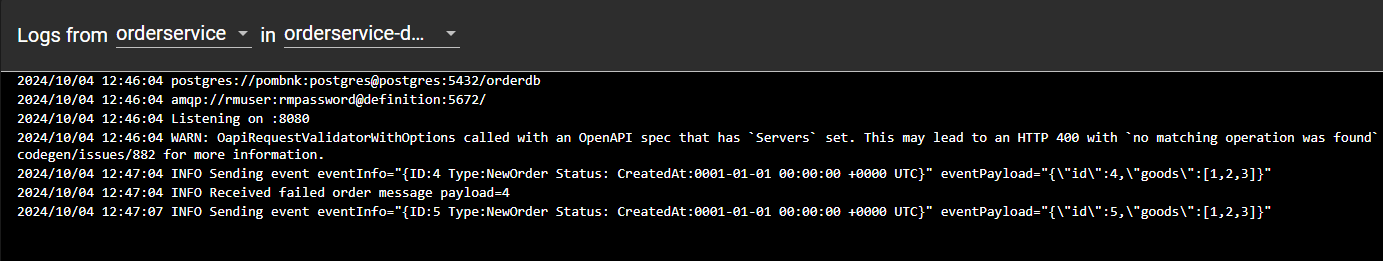 Logs from orderservice in orderservice-d...
2024/10/04 12:46:04 postgres://pombnk:postgres@postgres:5432/orderdb
2024/10/04 12:46:04 amqp://rmuser:rmpassword@definition:5672/
2024/10/04 12:46:04 Listening on :8080
2024/10/04 12:46:04 WARN: OapiRequestValidatorWithOptions called with an OpenAPI spec that has `Servers` set. This may lead to an HTTP 400 with `no matching operation was found`
codegen/issues/882 for more information.
2024/10/04 12:47:04 INFO Sending event eventInfo="{ID:4 Type:NewOrder Status: CreatedAt:0001-01-01 00:00:00 +0000 UTC}" eventPayload="{\"id\":4,\"goods\":[1,2,3]}"
2024/10/04 12:47:04 INFO Received failed order message payload=4
2024/10/04 12:47:07 INFO Sending event eventInfo="{ID:5 Type:NewOrder Status: CreatedAt:0001-01-01 00:00:00 +0000 UTC}" eventPayload="{\"id\":5,\"goods\":[1,2,3]}"